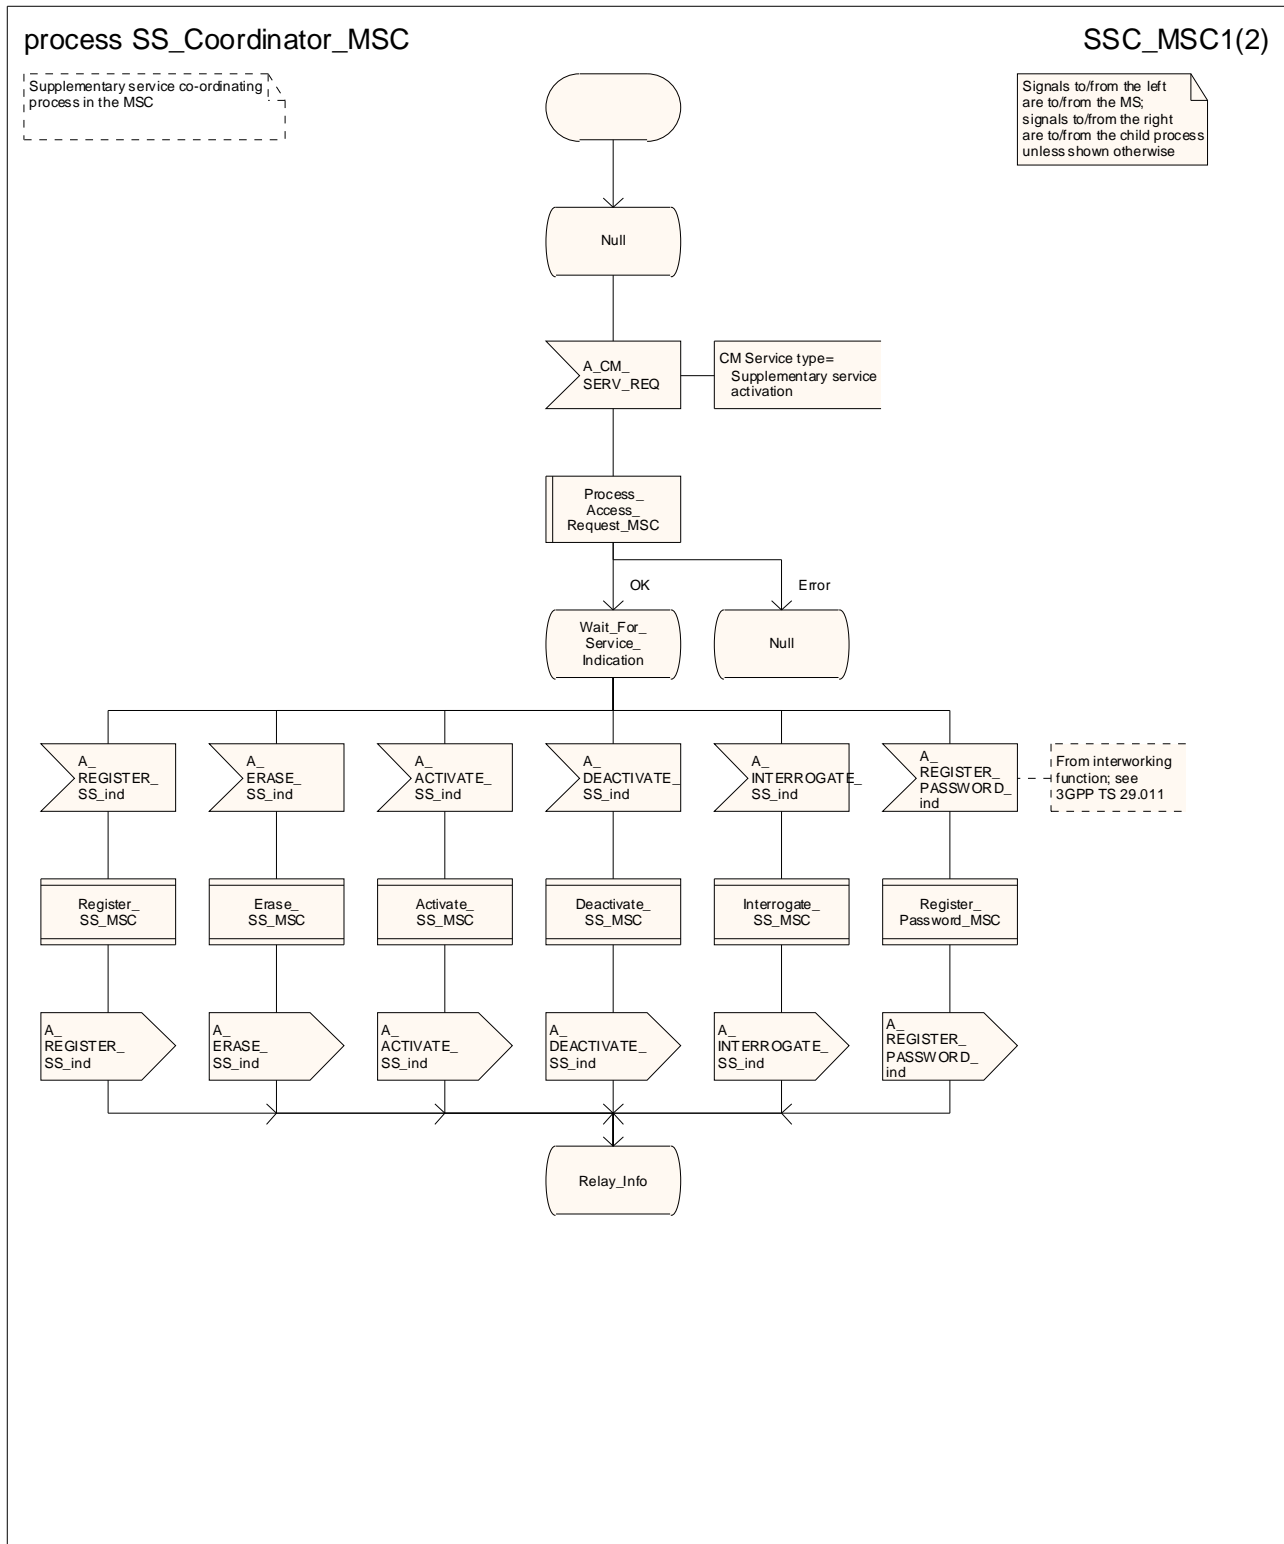 process SS_Coordinator_MSC
SSC_MSC1(2)
Supplementary service co-ordinating
process in the MSC
Signals to/from the left
are to/from the MS;
signals to/from the right
are to/from the child process
unless shown otherwise
Null
A_CM_
SERV_REQ
CM Service type=
Supplementary service
activation
Process_
Access_
Request_MSC
OK
Error
Wait_For_
Service_
Indication
Null
A_
REGISTER_
SS_ind
A_
ERASE_
SS_ind
A_
ACTIVATE_
SS_ind
A_
DEACTIVATE_
SS_ind
A_
INTERROGATE_
SS_ind
A_
REGISTER_
PASSWORD_
ind
From interworking
function; see
3GPP TS 29.011
Register_
SS_MSC
Erase_
SS_MSC
Activate_
SS_MSC
Deactivate_
SS_MSC
Interrogate_
SS_MSC
Register_
Password_MSC
A_
REGISTER_
SS_ind
A_
ERASE_
SS_ind
A_
ACTIVATE_
SS_ind
A_
DEACTIVATE_
SS_ind
A_
INTERROGATE_
SS_ind
A_
REGISTER_
PASSWORD_
ind
Relay_Info